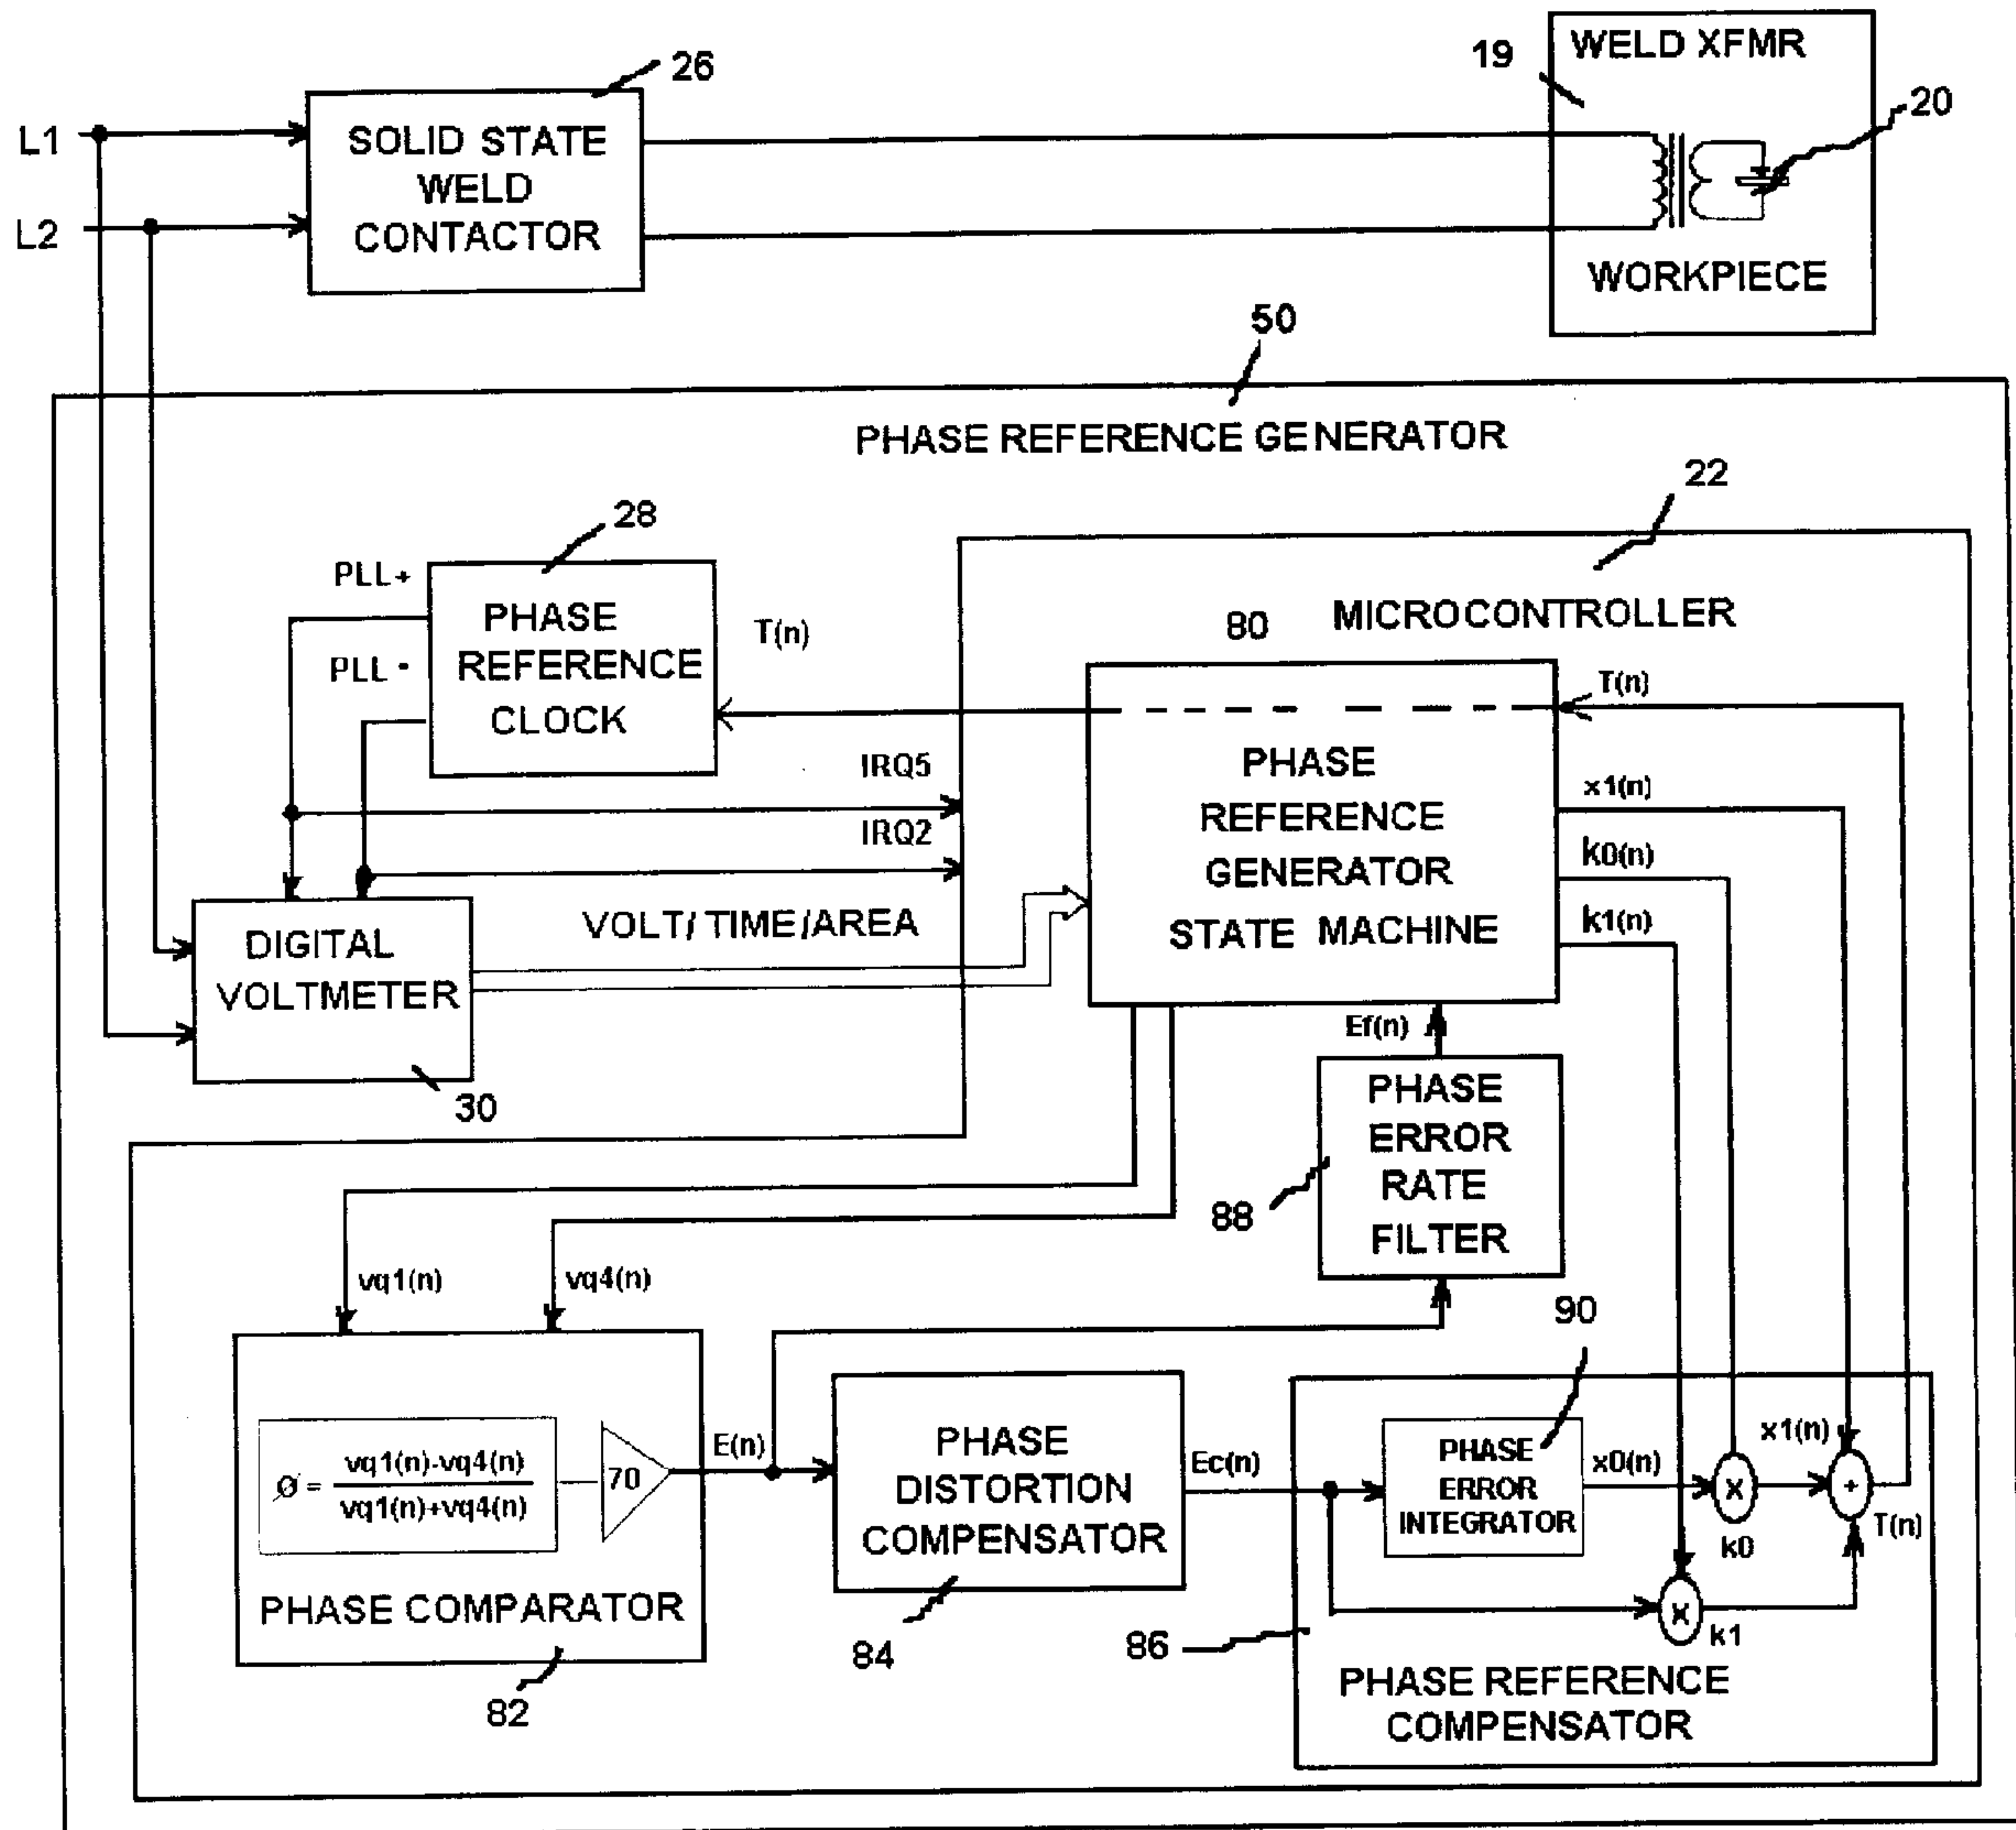 26
19
WELD XFMR
20
L1
SOLID STATE
WELD
CONTACTOR
L2
WORKPIECE
50
PHASE REFERENCE GENERATOR
22
28
PLL+
PHASE
REFERENCE
CLOCK
PLL -
T(n)
80
MICROCONTROLLER
T(n)
IRQ5
IRQ2
PHASE
REFERENCE
GENERATOR
STATE MACHINE
x1(n)
k0(n)
k1(n)
VOLT/ TIME/AREA
DIGITAL
VOLTMETER
30
Ef(n)
PHASE
ERROR
RATE
FILTER
88
vq1(n)
vq4(n)
90
Ø = vq1(n)-vq4(n)
vq1(n)+vq4(n)
70
E(n)
PHASE COMPARATOR
82
PHASE
DISTORTION
COMPENSATOR
84
Ec(n)
PHASE
ERROR
INTEGRATOR
x0(n)
x1(n)
X
+
k0
T(n)
X
k1
86
PHASE REFERENCE
COMPENSATOR